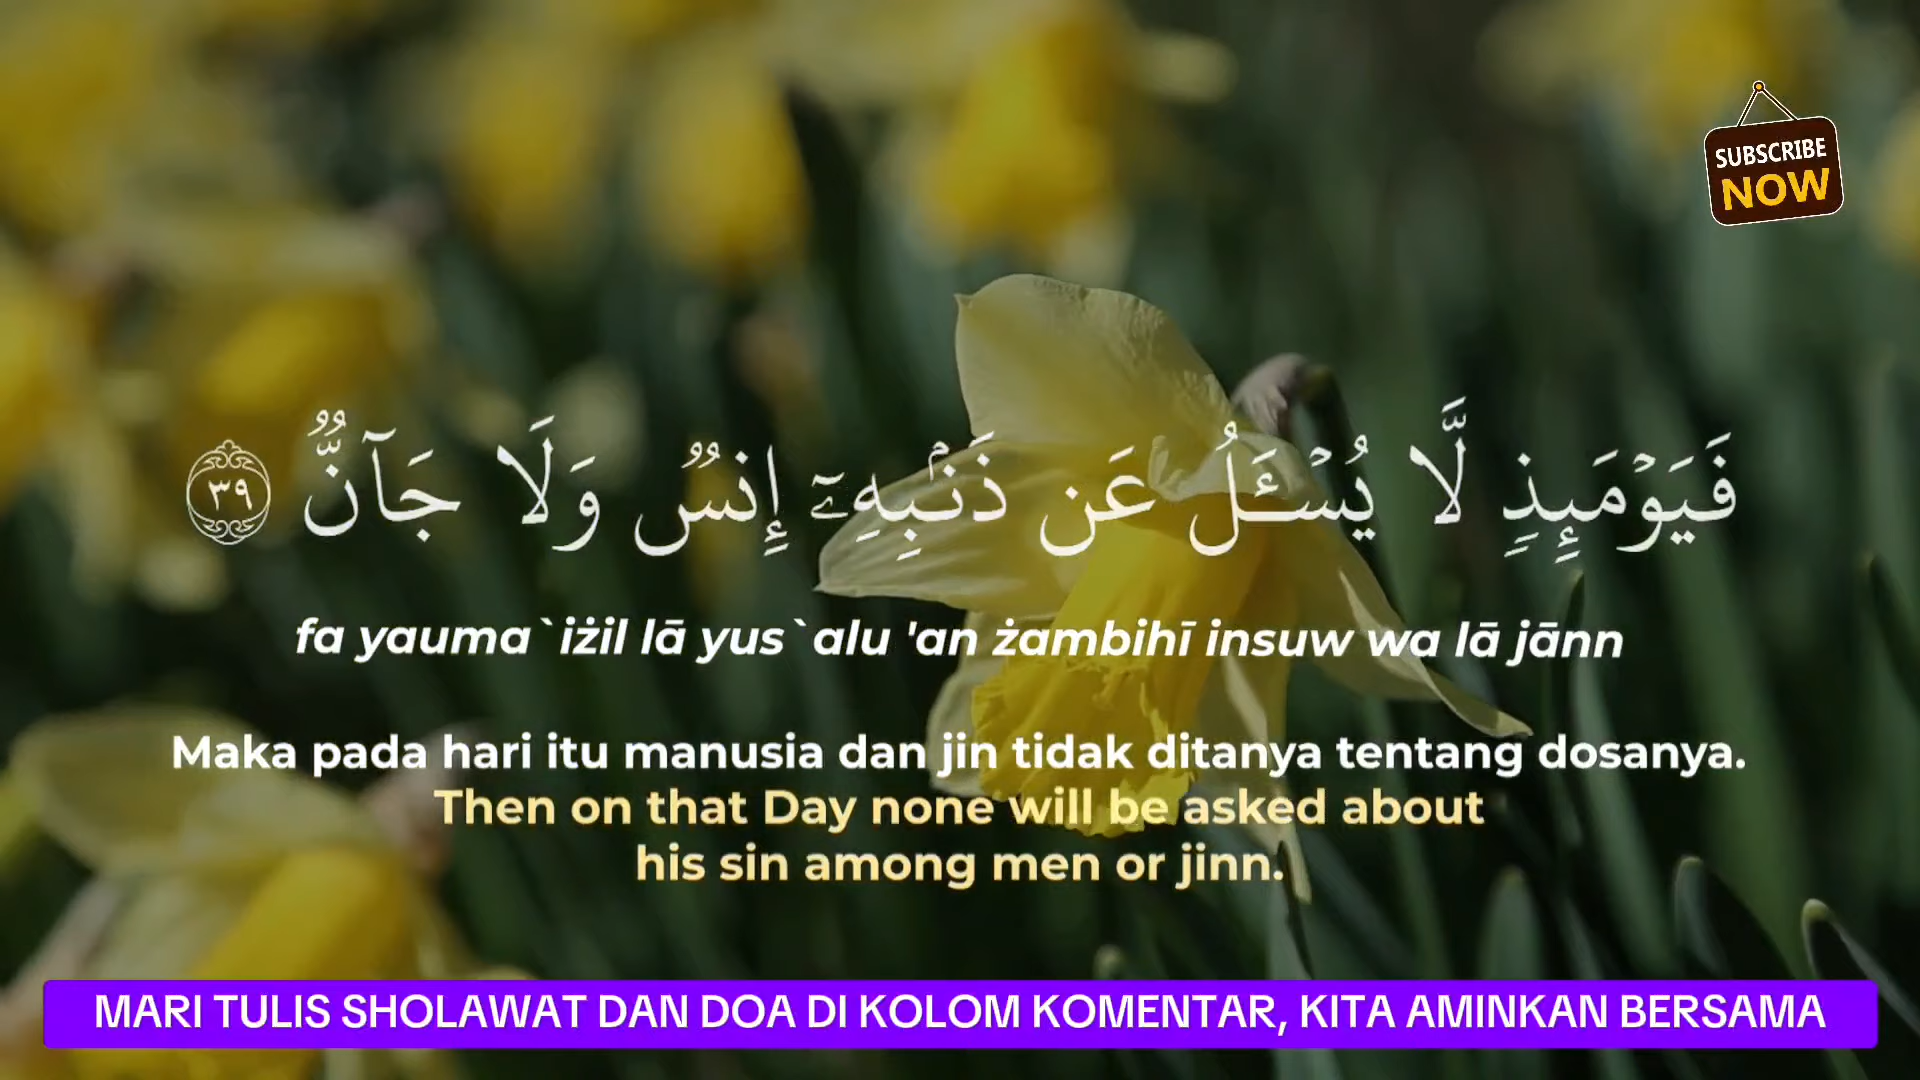 SUBSCRIBE
NOW
فَيَوْمَئِذٍ لَّا يُسْـَٔلُ عَن ذَنۢبِهِۦٓ إِنسٌ وَلَا جَآنٌّ ٣٩
fa yauma`iżil lā yus`alu 'an żambihī insuw wa lā jānn
Maka pada hari itu manusia dan jin tidak ditanya tentang dosanya.
Then on that Day none will be asked about
his sin among men or jinn.
MARI TULIS SHOLAWAT DAN DOA DI KOLOM KOMENTAR, KITA AMINKAN BERSAMA